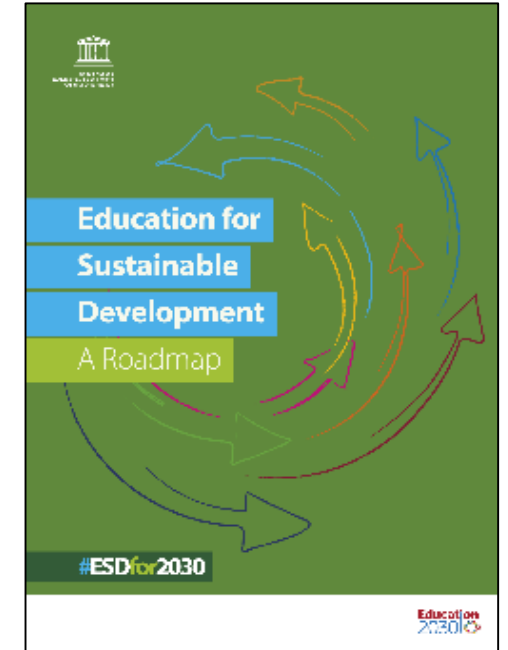 Education for
Sustainable
Development
A Roadmap
#ESDfor2030
Education
2030